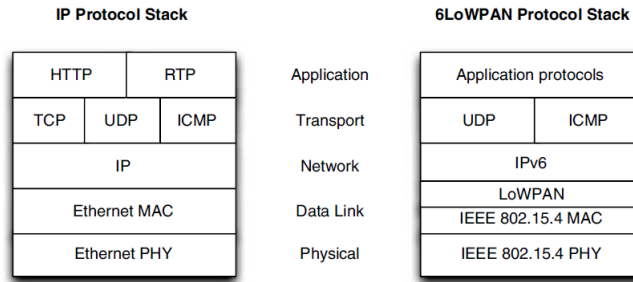 IP Protocol Stack 6LoWPAN Protocol Stack
HTTP RTP Application Application protocols
TCP UDP ICMP Transport UDP ICMP
IP Network IPv6
LoWPAN
Ethernet MAC Data Link IEEE 802.15.4 MAC
Ethernet PHY Physical IEEE 802.15.4 PHY